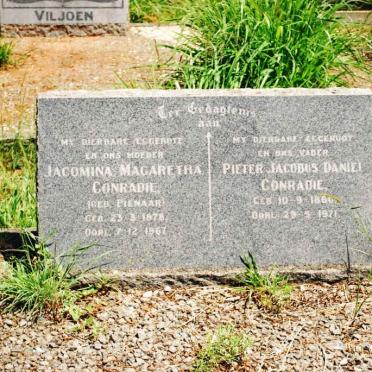 VILJOEN
Ter Gedagtenis
aan
MY DIERBARE EGGENOTE
EN ONS MOEDER
JACOMINA MAGARETHA
CONRADIE
(GEB. PIENAAR)
GEB. 23-3-1878,
OORL. 7-12-1967
MY DIERBARE EGGENOOT
EN ONS VADER
PIETER JACOBUS DANIEL
CONRADIE
GEB. 10-9-1880
OORL. 29-5-1971